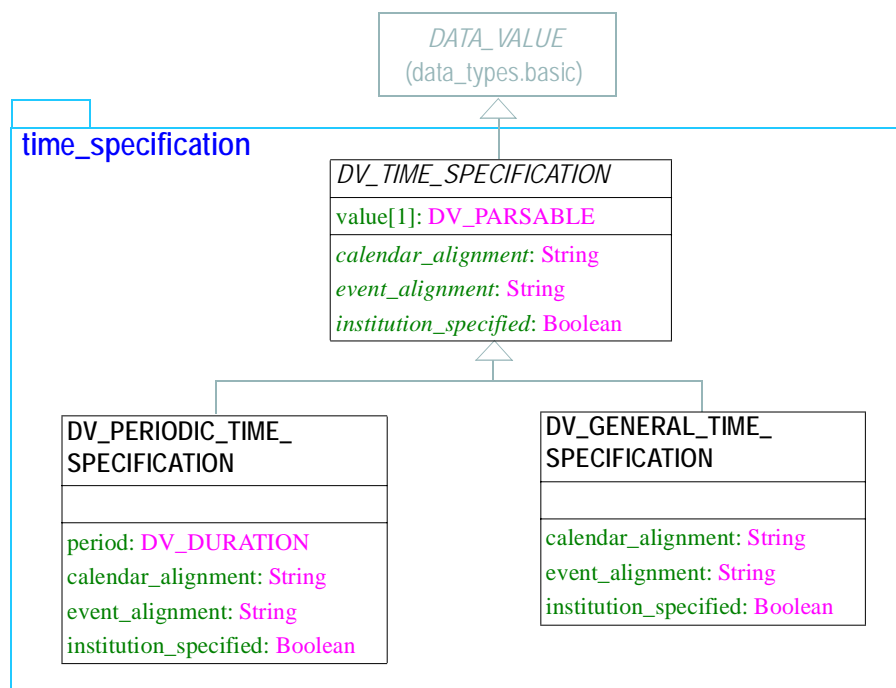 DATA_VALUE
(data_types.basic)
time_specification
DV_TIME_SPECIFICATION
value[1]: DV_PARSABLE
calendar_alignment: String
event_alignment: String
institution_specified: Boolean
DV_PERIODIC_TIME_
SPECIFICATION
period: DV_DURATION
calendar_alignment: String
event_alignment: String
institution_specified: Boolean
DV_GENERAL_TIME_
SPECIFICATION
calendar_alignment: String
event_alignment: String
institution_specified: Boolean